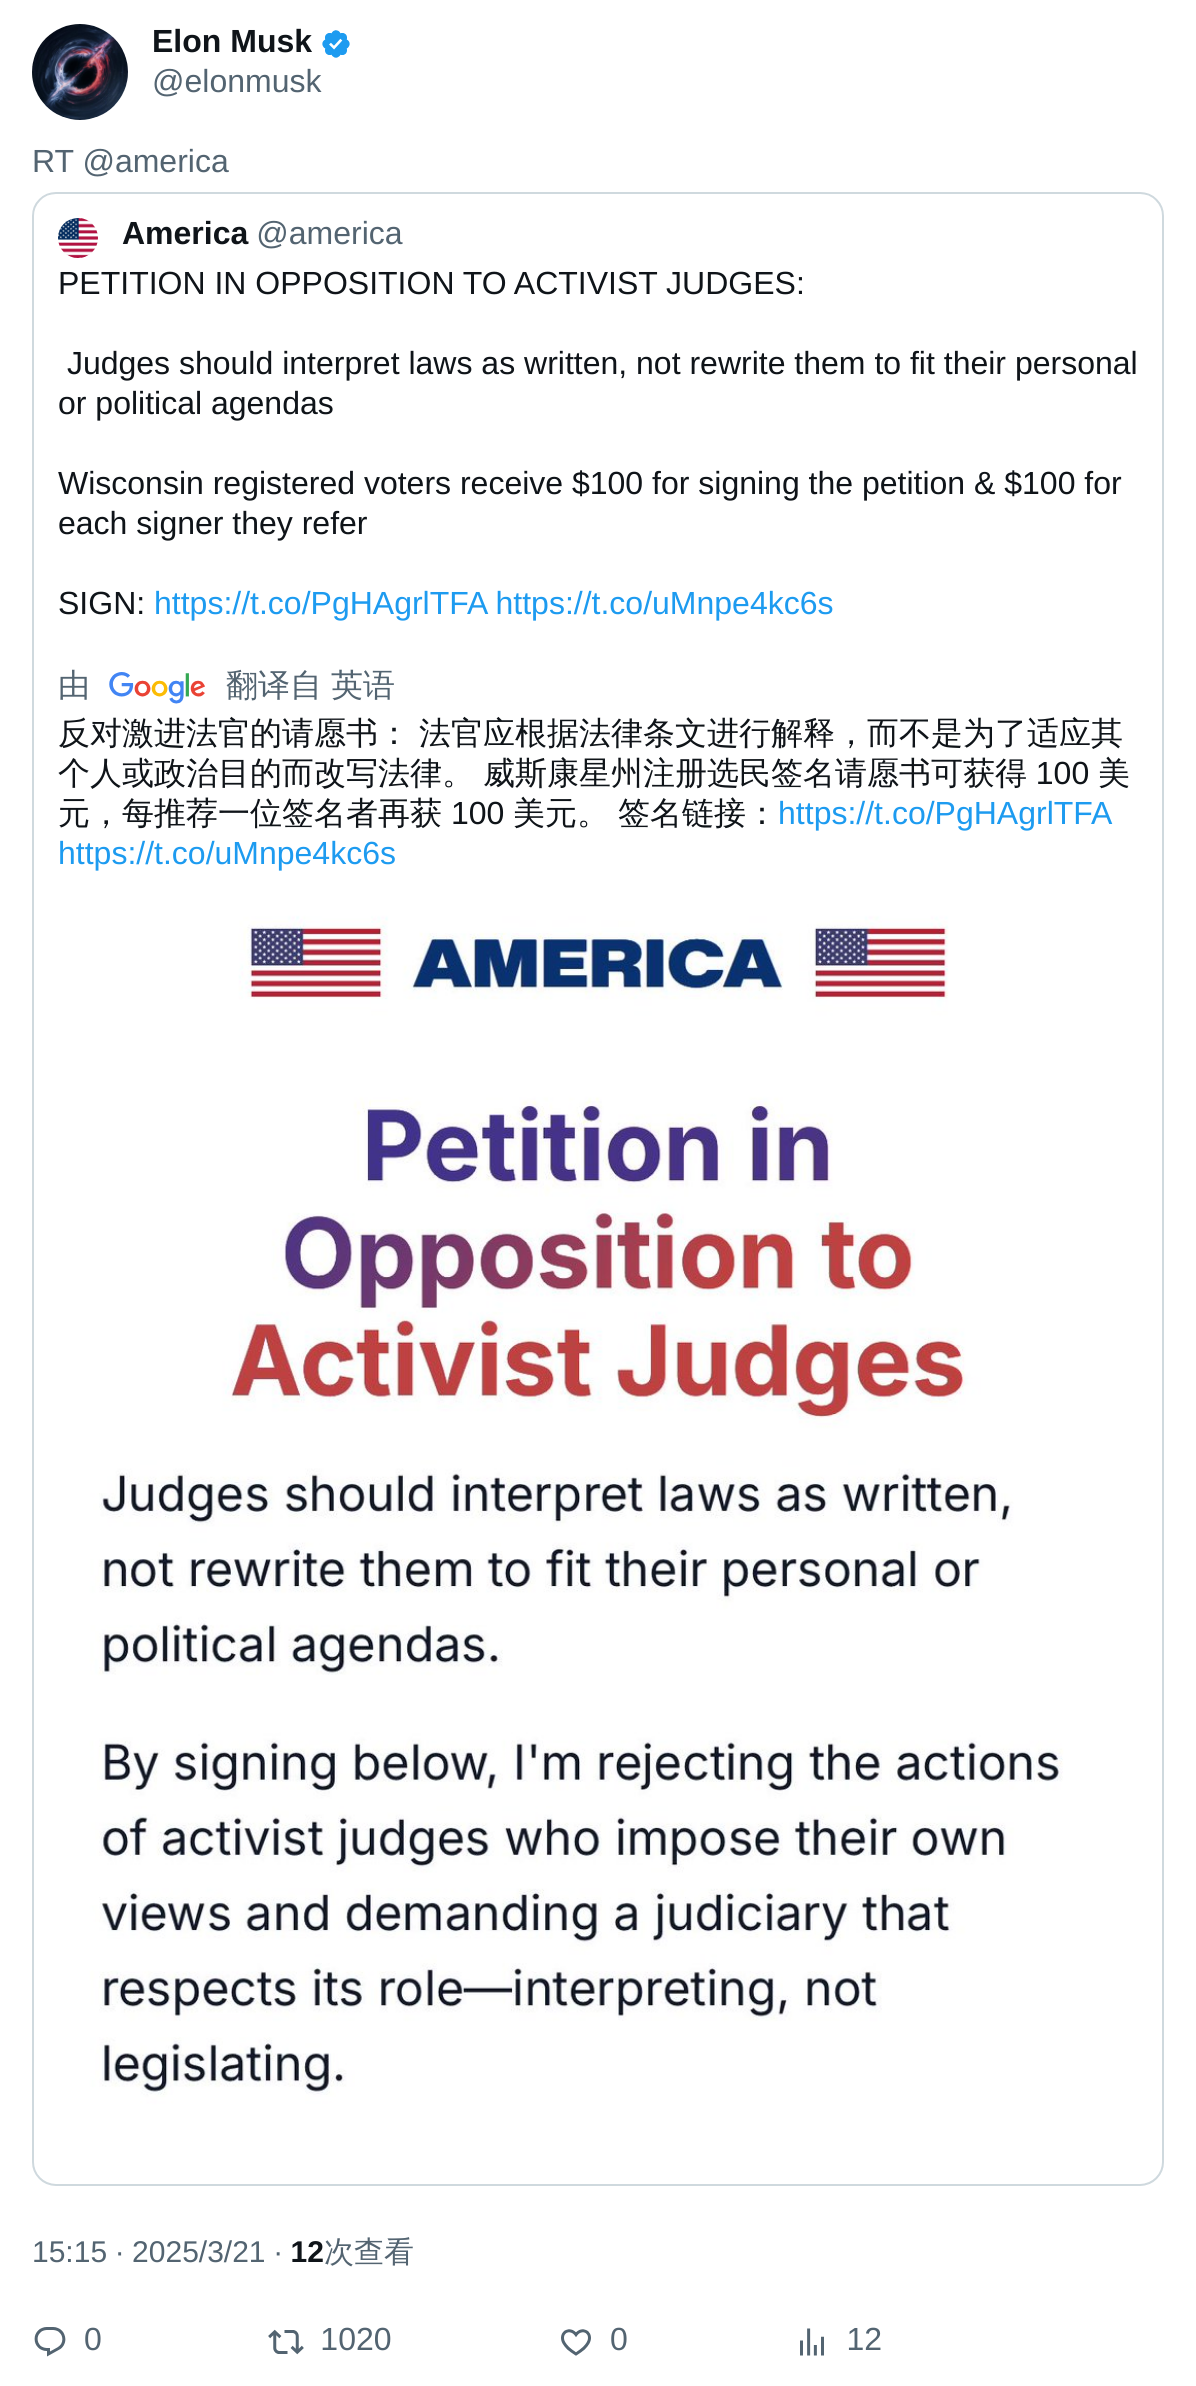 Elon Musk
@elonmusk
RT @america
America @america
PETITION IN OPPOSITION TO ACTIVIST JUDGES:
Judges should interpret laws as written, not rewrite them to fit their personal
or political agendas
Wisconsin registered voters receive $100 for signing the petition & $100 for
each signer they refer
SIGN: https://t.co/PgHAgrlTFA https://t.co/uMnpe4kc6s
由 Google 翻译自 英语
反对激进法官的请愿书： 法官应根据法律条文进行解释，而不是为了适应其
个人或政治目的而改写法律。 威斯康星州注册选民签名请愿书可获得 100 美
元，每推荐一位签名者再获 100 美元。 签名链接：https://t.co/PgHAgrlTFA
https://t.co/uMnpe4kc6s
AMERICA
Petition in
Opposition to
Activist Judges
Judges should interpret laws as written,
not rewrite them to fit their personal or
political agendas.
By signing below, I'm rejecting the actions
of activist judges who impose their own
views and demanding a judiciary that
respects its role—interpreting, not
legislating.
15:15 · 2025/3/21 · 12次查看
0 1020 0 12